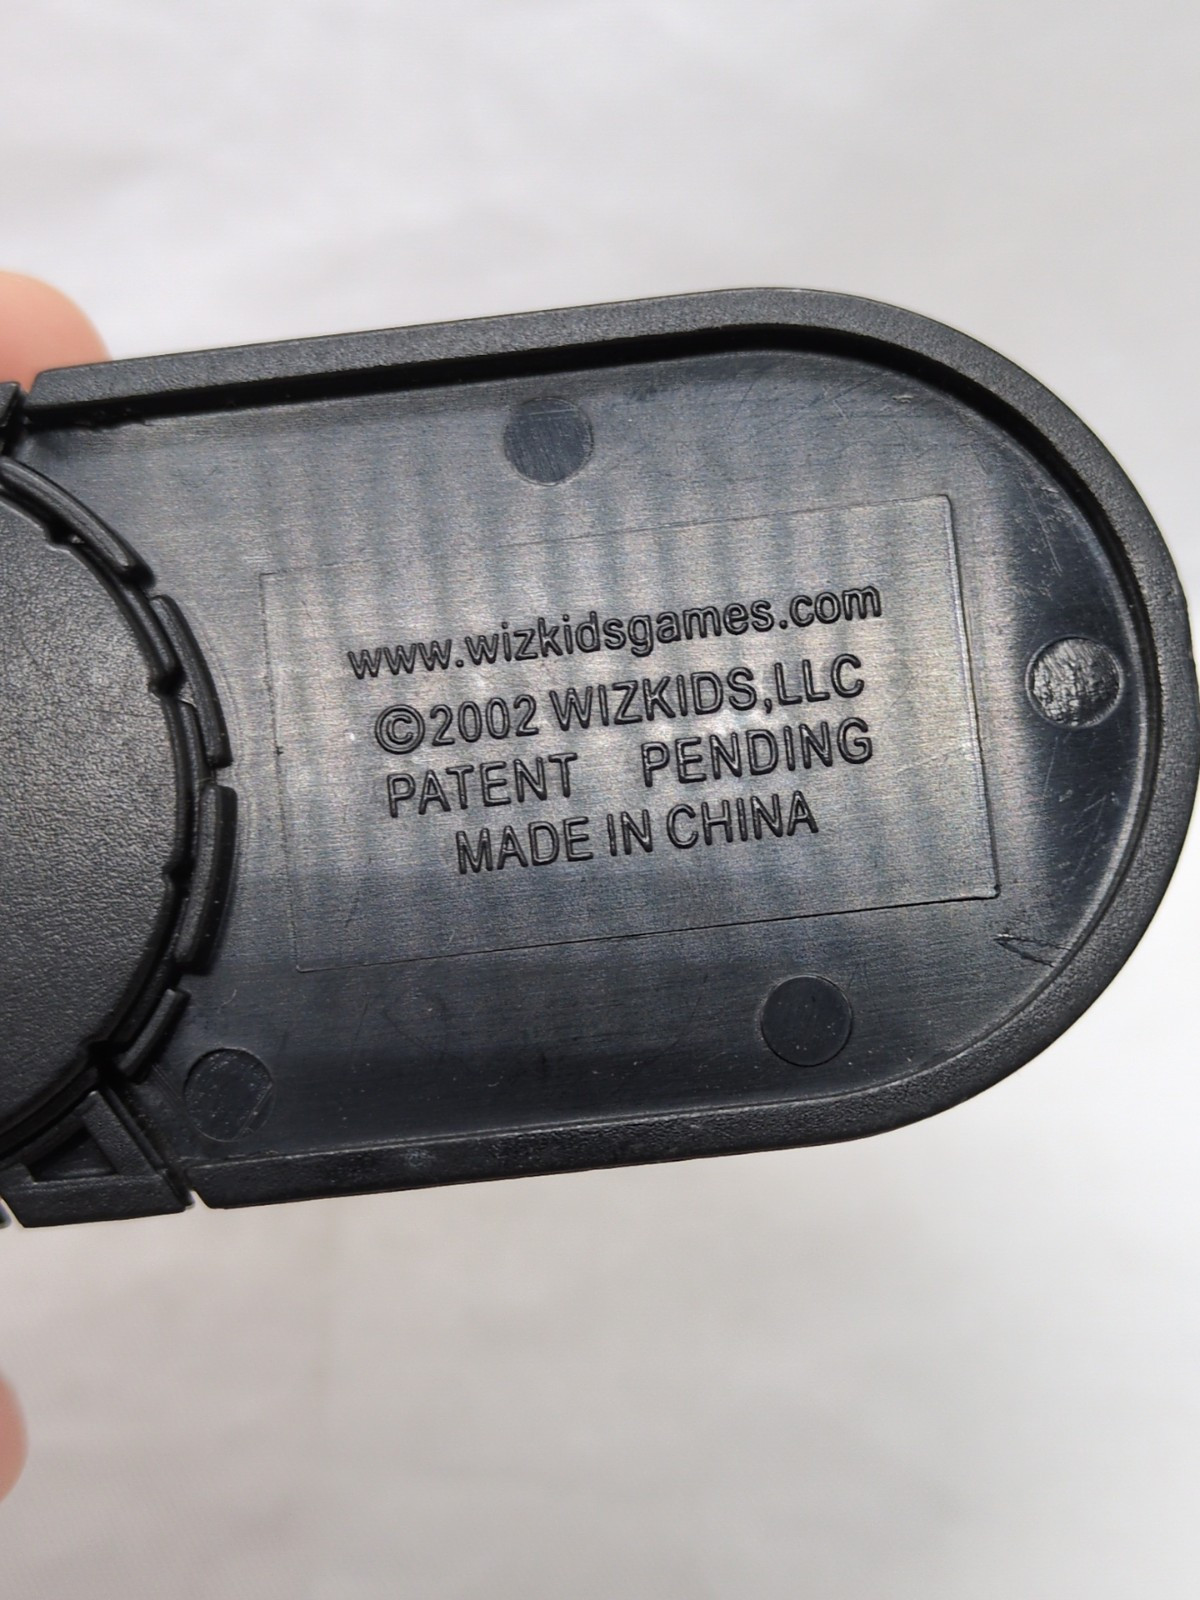 www.wizkidsgames.com
©2002 WIZKIDS,LLC
PATENT PENDING
MADE IN CHINA